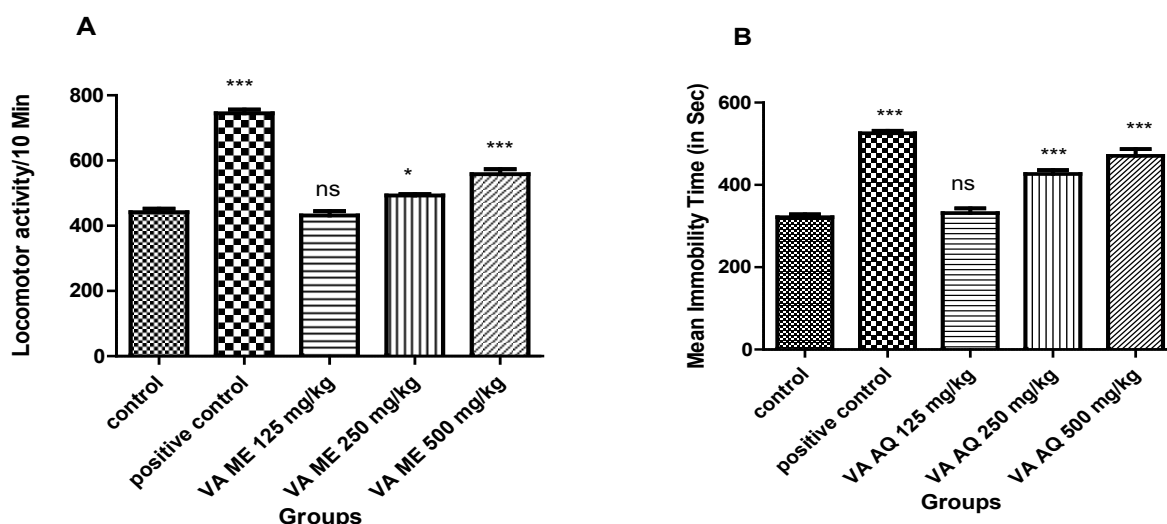 A
Locomotor activity/10 Min
800
600
400
200
0
***
ns
*
***
control
positive control
VA ME 125 mg/kg
VA ME 250 mg/kg
VA ME 500 mg/kg
Groups
B
Mean Immobility Time (in Sec)
600
400
200
0
***
ns
***
***
control
positive control
VA AQ 125 mg/kg
VA AQ 250 mg/kg
VA AQ 500 mg/kg
Groups